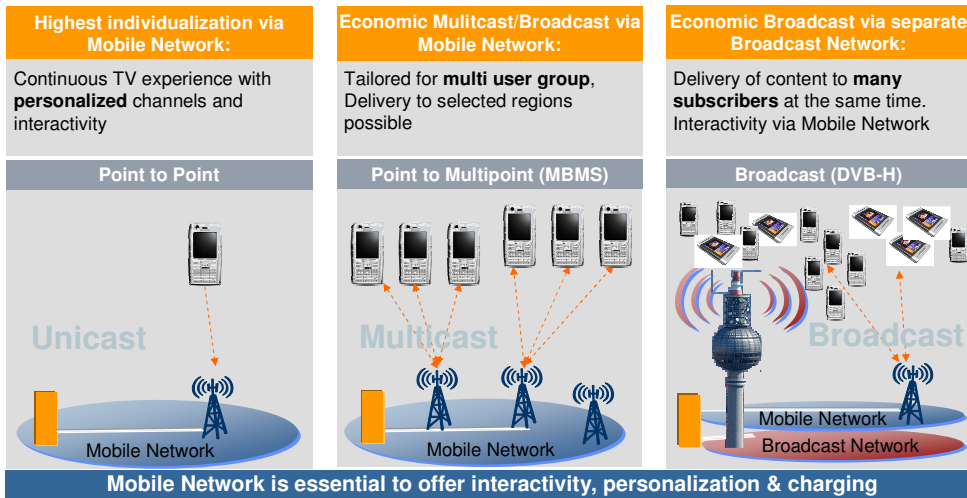 Highest individualization via
Mobile Network:
Continuous TV experience with
personalized channels and
interactivity
Point to Point
Unicast
Mobile Network
Economic Mulitcast/Broadcast via
Mobile Network:
Tailored for multi user group,
Delivery to selected regions
possible
Point to Multipoint (MBMS)
Multicast
Mobile Network
Economic Broadcast via separate
Broadcast Network:
Delivery of content to many
subscribers at the same time.
Interactivity via Mobile Network
Broadcast (DVB-H)
Broadcast
Mobile Network
Broadcast Network
Mobile Network is essential to offer interactivity, personalization & charging